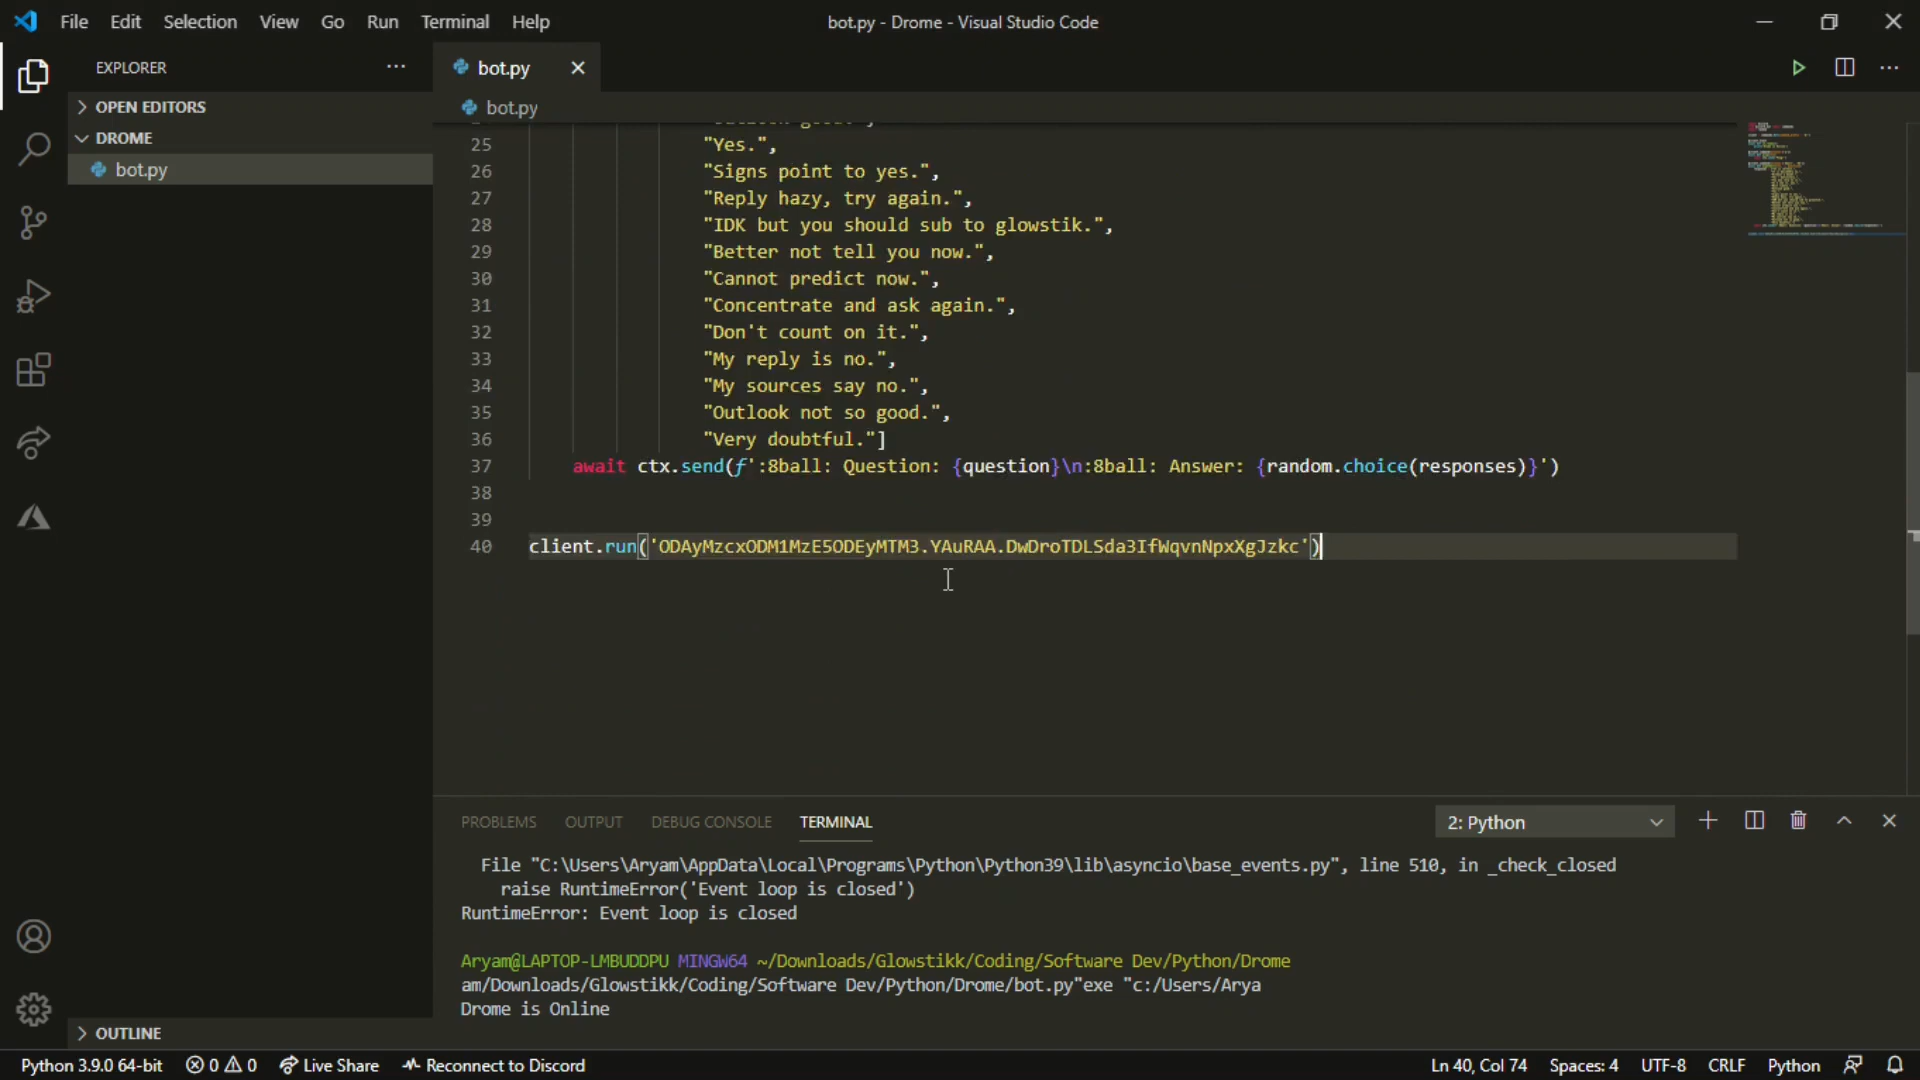 File Edit Selection View Go Run Terminal Help
bot.py - Drome - Visual Studio Code
EXPLORER
OPEN EDITORS
DROME
bot.py
OUTLINE
bot.py
bot.py
25 "Yes.",
26 "Signs point to yes.",
27 "Reply hazy, try again.",
28 "IDK but you should sub to glowstik.",
29 "Better not tell you now.",
30 "Cannot predict now.",
31 "Concentrate and ask again.",
32 "Don't count on it.",
33 "My reply is no.",
34 "My sources say no.",
35 "Outlook not so good.",
36 "Very doubtful."]
37 await ctx.send(f':8ball: Question: {question}\n:8ball: Answer: {random.choice(responses)}')
38
39
40 client.run('ODAyMzcxODM1MzE5ODEyMTM3.YAuRAA.DwDroTDLSda3IfWqvnNpxXgJzkc')
PROBLEMS OUTPUT DEBUG CONSOLE TERMINAL
2: Python
File "C:\Users\Aryam\AppData\Local\Programs\Python\Python39\lib\asyncio\base_events.py", line 510, in _check_closed
raise RuntimeError('Event loop is closed')
RuntimeError: Event loop is closed
Aryam@LAPTOP-LMBUDDPU MINGW64 ~/Downloads/Glowstikk/Coding/Software Dev/Python/Drome
am/Downloads/Glowstikk/Coding/Software Dev/Python/Drome/bot.py"exe "c:/Users/Arya
Drome is Online
Python 3.9.0 64-bit 0 0 Live Share Reconnect to Discord
Ln 40, Col 74 Spaces: 4 UTF-8 CRLF Python